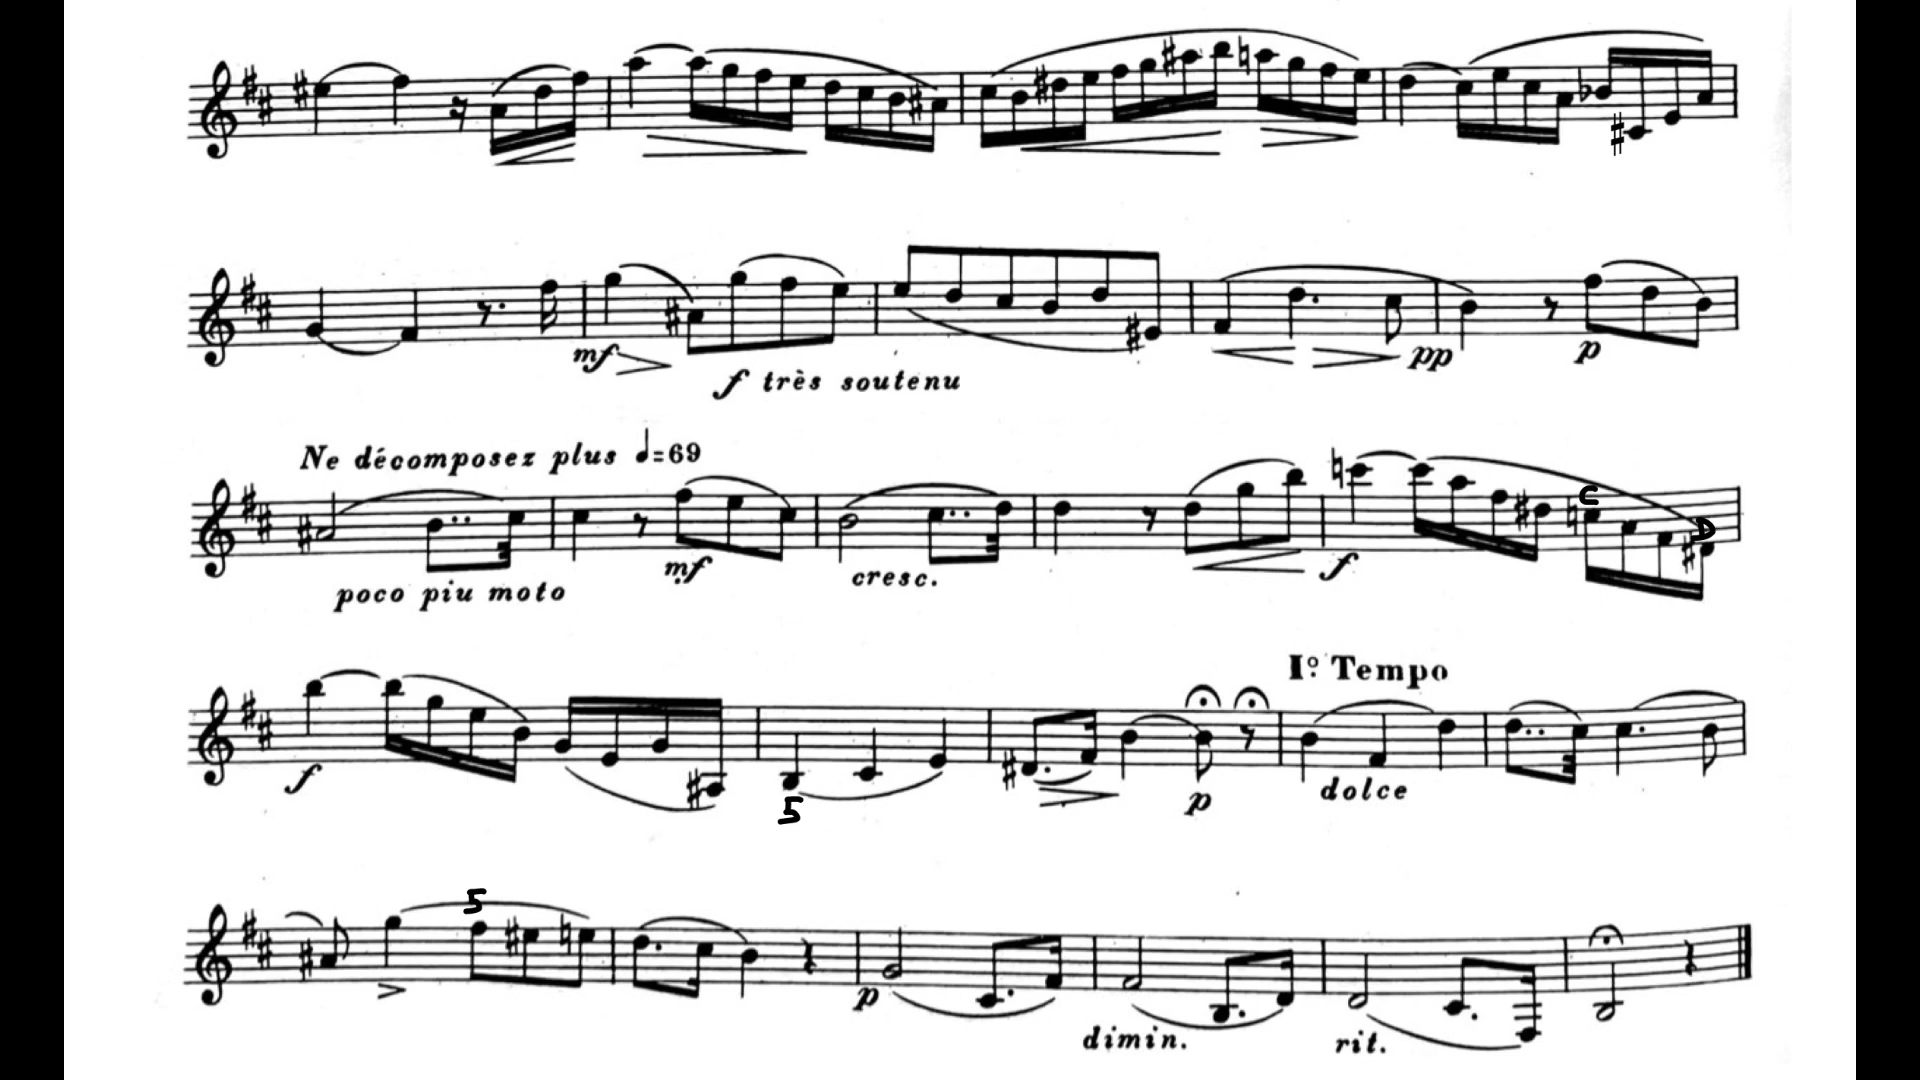 mf
f très soutenu
pp
p
Ne décomposez plus ♩=69
poco piu moto
mf
cresc.
f
C
D
f
5
p
Iº Tempo
dolce
5
p
dimin.
rit.